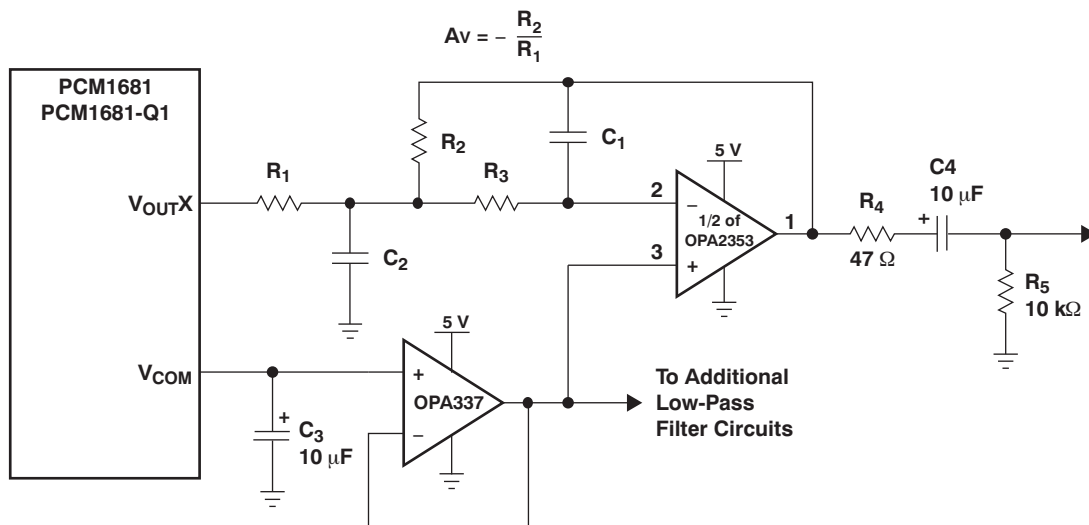 Av = – R2/R1
PCM1681
PCM1681-Q1
R2
C1
5 V
R1
R3
C4
10 μF
VOUTX
2
–
1/2 of
OPA2353
1
R4
+
47 Ω
3
+
C2
R5
10 kΩ
5 V
VCOM
+
OPA337
–
To Additional
Low-Pass
Filter Circuits
+
C3
10 μF